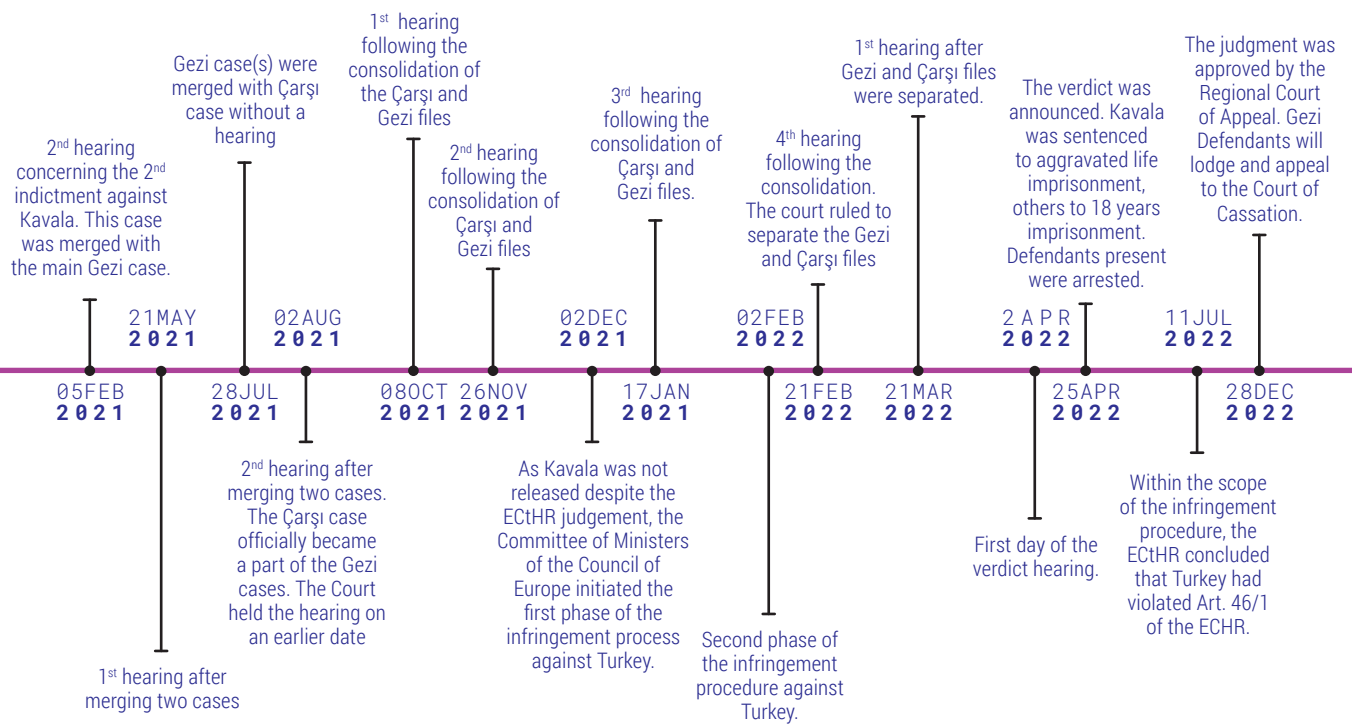 2nd hearing
concerning the 2nd
indictment against
Kavala. This case
was merged with
the main Gezi case.
05FEB
2021
21MAY
2021
1st hearing after
merging two cases
Gezi case(s) were
merged with Çarşı
case without a
hearing
28JUL
2021
02AUG
2021
2nd hearing after
merging two cases.
The Çarşı case
officially became
a part of the Gezi
cases. The Court
held the hearing on
an earlier date
1st hearing
following the
consolidation of
the Çarşı and
Gezi files
08OCT
2021
2nd hearing
following the
consolidation of
Çarşı and
Gezi files
26NOV
2021
02DEC
2021
As Kavala was not
released despite the
ECtHR judgement, the
Committee of Ministers
of the Council of
Europe initiated the
first phase of the
infringement process
against Turkey.
3rd hearing
following the
consolidation of
Çarşı and
Gezi files.
17JAN
2021
02FEB
2022
Second phase of
the infringement
procedure against
Turkey.
4th hearing
following the
consolidation.
The court ruled to
separate the Gezi
and Çarşı files
21FEB
2022
1st hearing after
Gezi and Çarşı files
were separated.
21MAR
2022
2 APR
2022
First day of the
verdict hearing.
The verdict was
announced. Kavala
was sentenced
to aggravated life
imprisonment,
others to 18 years
imprisonment.
Defendants present
were arrested.
25APR
2022
11JUL
2022
Within the scope
of the infringement
procedure, the
ECtHR concluded
that Turkey had
violated Art. 46/1
of the ECHR.
The judgment was
approved by the
Regional Court
of Appeal. Gezi
Defendants will
lodge and appeal
to the Court of
Cassation.
28DEC
2022